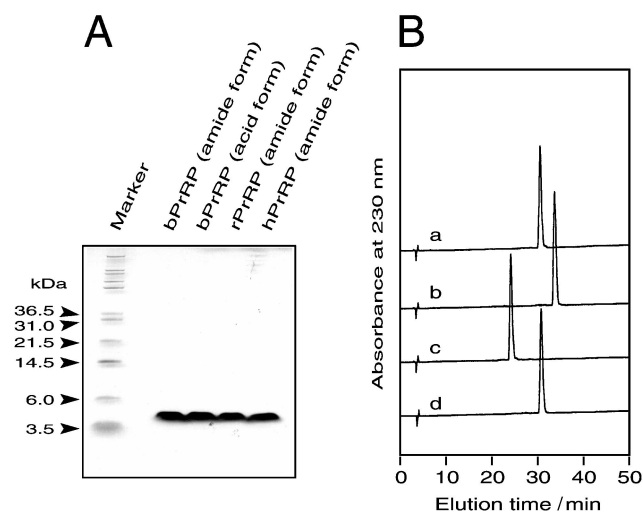 A
Marker
bPrRP (amide form)
bPrRP (acid form)
rPrRP (amide form)
hPrRP (amide form)
kDa
36.5
31.0
21.5
14.5
6.0
3.5
B
Absorbance at 230 nm
a
b
c
d
0 10 20 30 40 50
Elution time /min